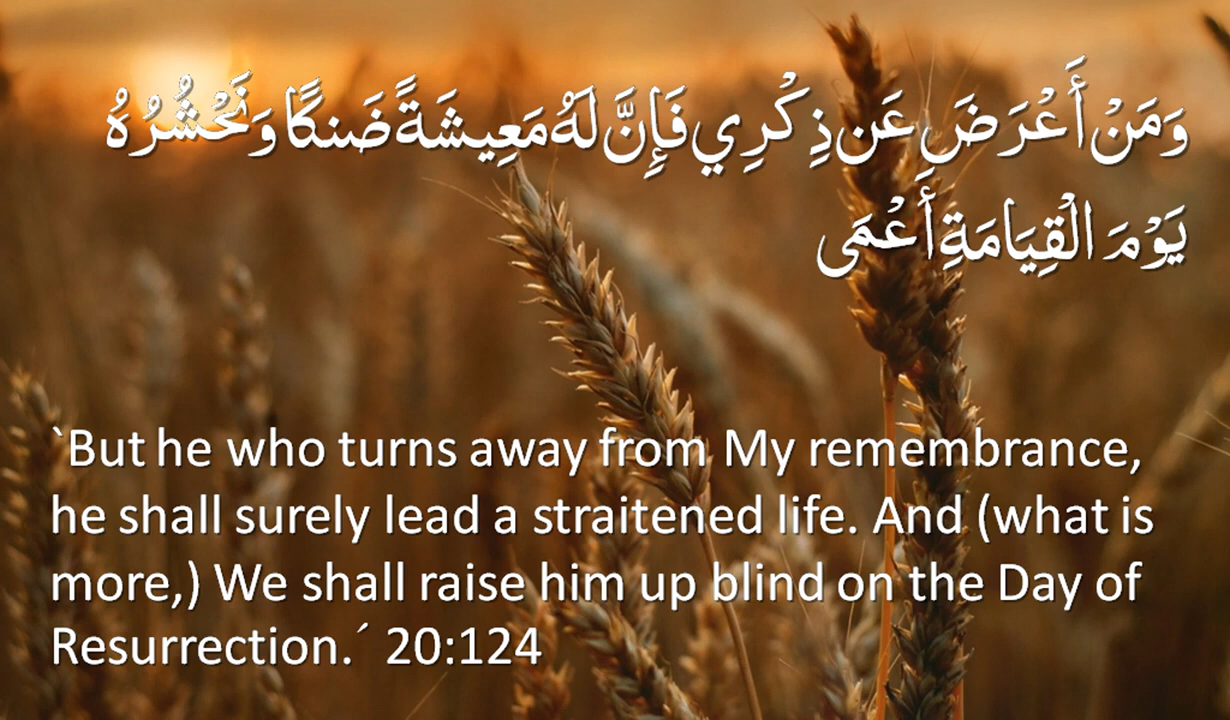 وَمَنْ أَعْرَضَ عَن ذِكْرِي فَإِنَّ لَهُ مَعِيشَةً ضَنكًا وَنَحْشُرُهُ
يَوْمَ الْقِيَامَةِ أَعْمَى
`But he who turns away from My remembrance,
he shall surely lead a straitened life. And (what is
more,) We shall raise him up blind on the Day of
Resurrection.´ 20:124